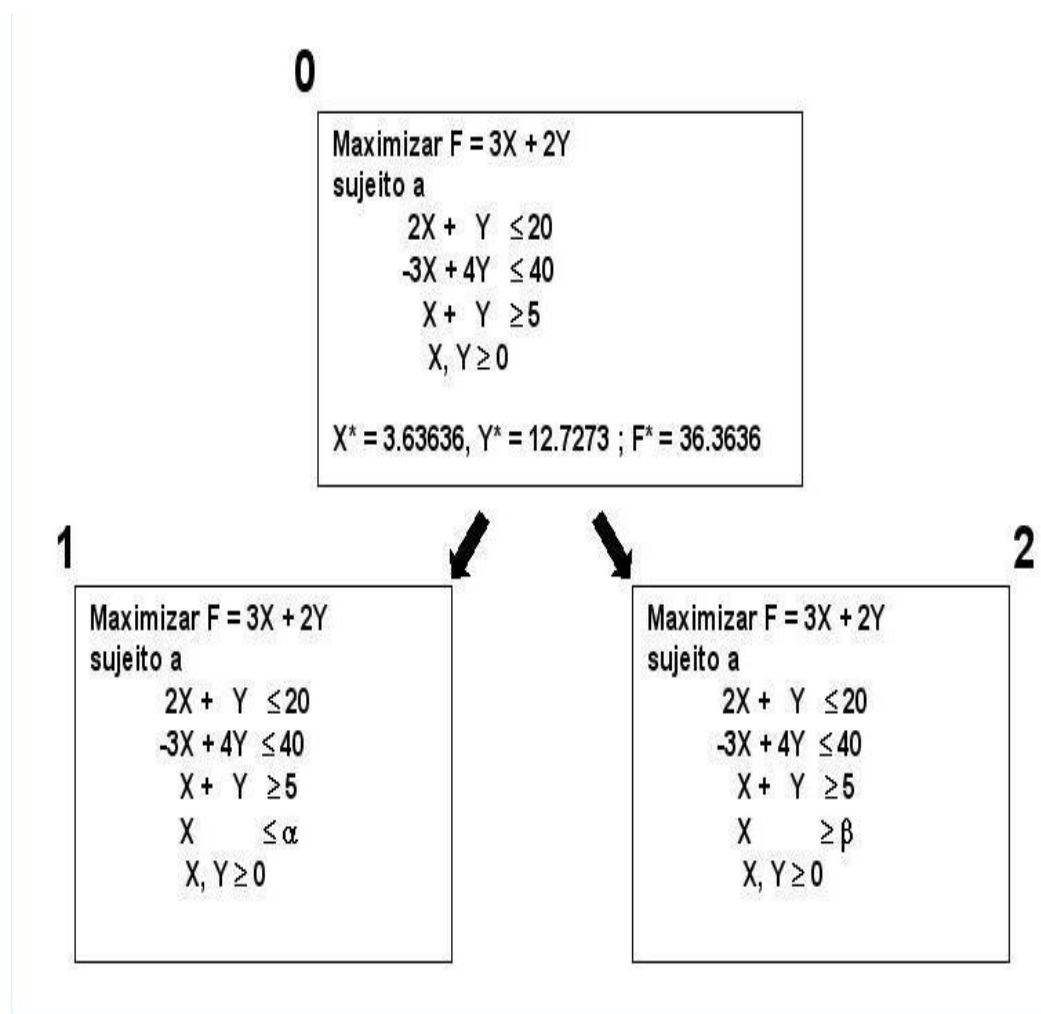 0
Maximizar F = 3X + 2Y
sujeito a
2X + Y ≤ 20
-3X + 4Y ≤ 40
X + Y ≥ 5
X, Y ≥ 0
X* = 3.63636, Y* = 12.7273 ; F* = 36.3636
1
Maximizar F = 3X + 2Y
sujeito a
2X + Y ≤ 20
-3X + 4Y ≤ 40
X + Y ≥ 5
X ≤ α
X, Y ≥ 0
2
Maximizar F = 3X + 2Y
sujeito a
2X + Y ≤ 20
-3X + 4Y ≤ 40
X + Y ≥ 5
X ≥ β
X, Y ≥ 0